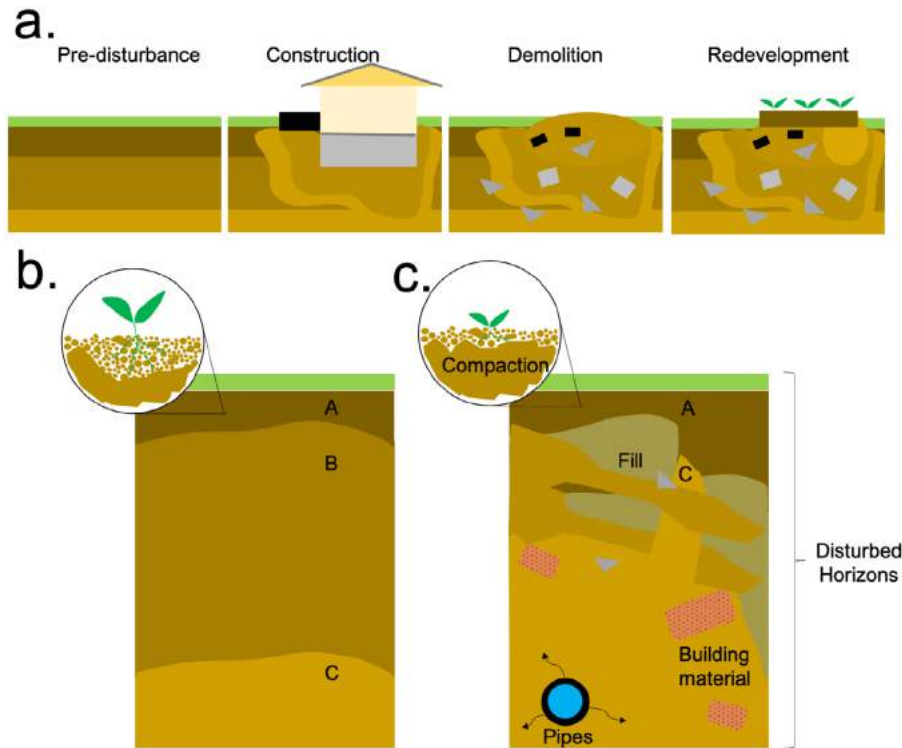 a.
Pre-disturbance
Construction
Demolition
Redevelopment
b.
c.
Compaction
A
B
C
A
Fill
C
Disturbed
Horizons
Building
material
Pipes